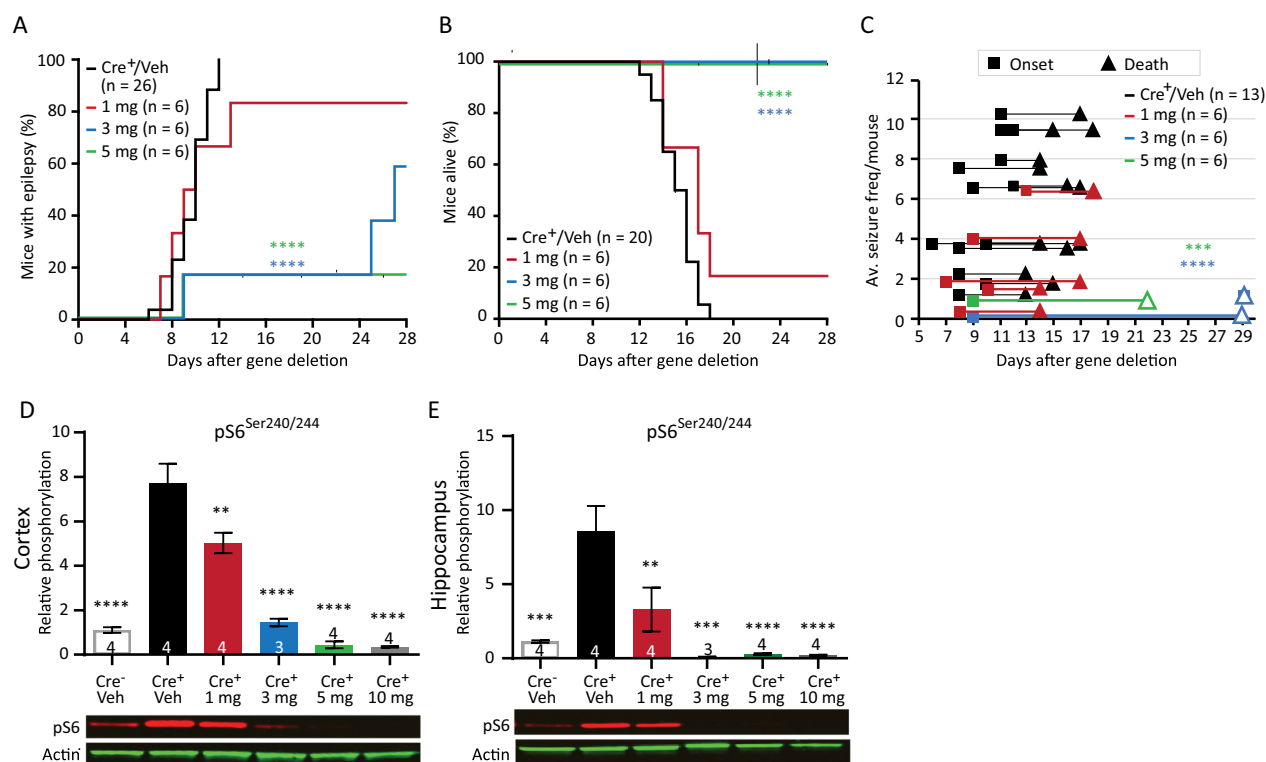 A
Mice with epilepsy (%)
100
80
60
40
20
0
Cre⁺/Veh
(n = 26)
1 mg (n = 6)
3 mg (n = 6)
5 mg (n = 6)
****
****
0 4 8 12 16 20 24 28
Days after gene deletion
B
Mice alive (%)
100
80
60
40
20
0
****
****
Cre⁺/Veh (n = 20)
1 mg (n = 6)
3 mg (n = 6)
5 mg (n = 6)
0 4 8 12 16 20 24 28
Days after gene deletion
C
Onset Death
Av. seizure freq/mouse
12
10
8
6
4
2
0
Cre⁺/Veh (n = 13)
1 mg (n = 6)
3 mg (n = 6)
5 mg (n = 6)
***
****
5 7 9 11 13 15 17 19 21 23 25 27 29
Days after gene deletion
D
pS6^Ser240/244
Cortex
Relative phosphorylation
10
8
6
4
2
0
**** ** **** **** ****
4 4 4 3 4 4
Cre⁻ Cre⁺ Cre⁺ Cre⁺ Cre⁺ Cre⁺
Veh Veh 1 mg 3 mg 5 mg 10 mg
pS6
Actin
E
pS6^Ser240/244
Hippocampus
Relative phosphorylation
15
10
5
0
*** ** *** **** ****
4 4 4 3 4 4
Cre⁻ Cre⁺ Cre⁺ Cre⁺ Cre⁺ Cre⁺
Veh Veh 1 mg 3 mg 5 mg 10 mg
pS6
Actin